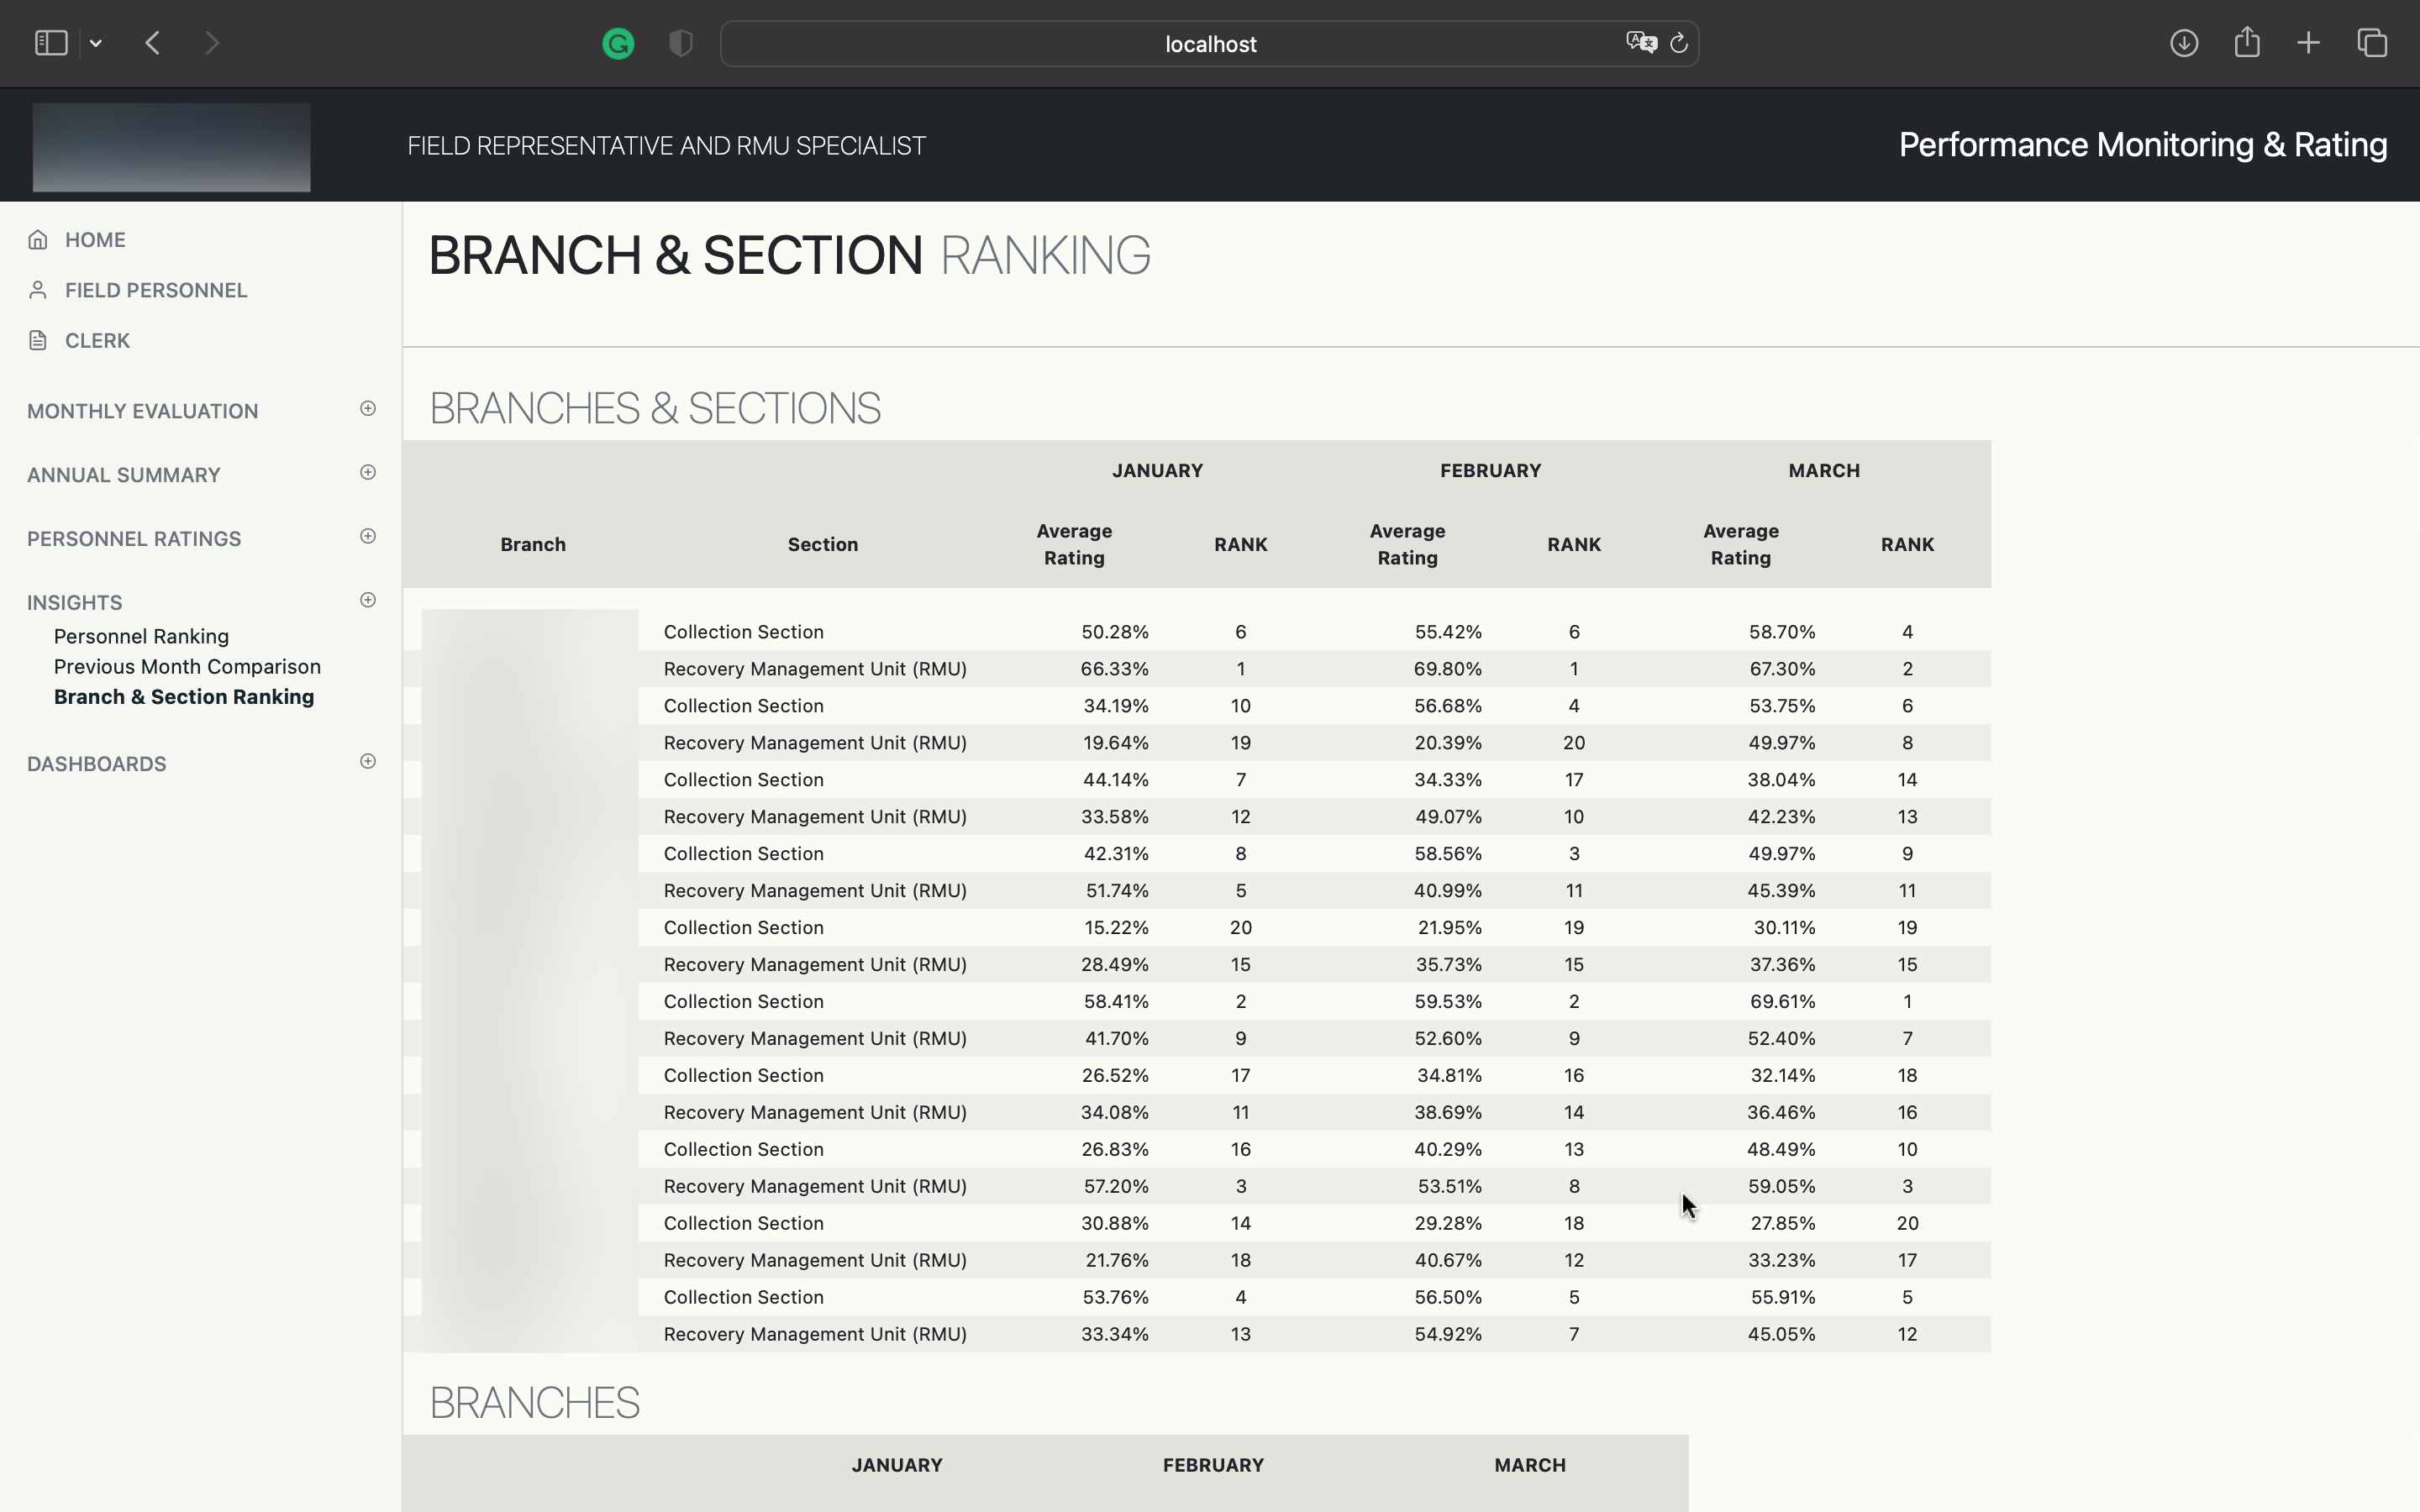 localhost
FIELD REPRESENTATIVE AND RMU SPECIALIST
Performance Monitoring & Rating
HOME
FIELD PERSONNEL
CLERK
MONTHLY EVALUATION
ANNUAL SUMMARY
PERSONNEL RATINGS
INSIGHTS
Personnel Ranking
Previous Month Comparison
Branch & Section Ranking
DASHBOARDS
BRANCH & SECTION RANKING
BRANCHES & SECTIONS
JANUARY FEBRUARY MARCH
Branch Section Average Rating RANK Average Rating RANK Average Rating RANK
Collection Section 50.28% 6 55.42% 6 58.70% 4
Recovery Management Unit (RMU) 66.33% 1 69.80% 1 67.30% 2
Collection Section 34.19% 10 56.68% 4 53.75% 6
Recovery Management Unit (RMU) 19.64% 19 20.39% 20 49.97% 8
Collection Section 44.14% 7 34.33% 17 38.04% 14
Recovery Management Unit (RMU) 33.58% 12 49.07% 10 42.23% 13
Collection Section 42.31% 8 58.56% 3 49.97% 9
Recovery Management Unit (RMU) 51.74% 5 40.99% 11 45.39% 11
Collection Section 15.22% 20 21.95% 19 30.11% 19
Recovery Management Unit (RMU) 28.49% 15 35.73% 15 37.36% 15
Collection Section 58.41% 2 59.53% 2 69.61% 1
Recovery Management Unit (RMU) 41.70% 9 52.60% 9 52.40% 7
Collection Section 26.52% 17 34.81% 16 32.14% 18
Recovery Management Unit (RMU) 34.08% 11 38.69% 14 36.46% 16
Collection Section 26.83% 16 40.29% 13 48.49% 10
Recovery Management Unit (RMU) 57.20% 3 53.51% 8 59.05% 3
Collection Section 30.88% 14 29.28% 18 27.85% 20
Recovery Management Unit (RMU) 21.76% 18 40.67% 12 33.23% 17
Collection Section 53.76% 4 56.50% 5 55.91% 5
Recovery Management Unit (RMU) 33.34% 13 54.92% 7 45.05% 12
BRANCHES
JANUARY FEBRUARY MARCH